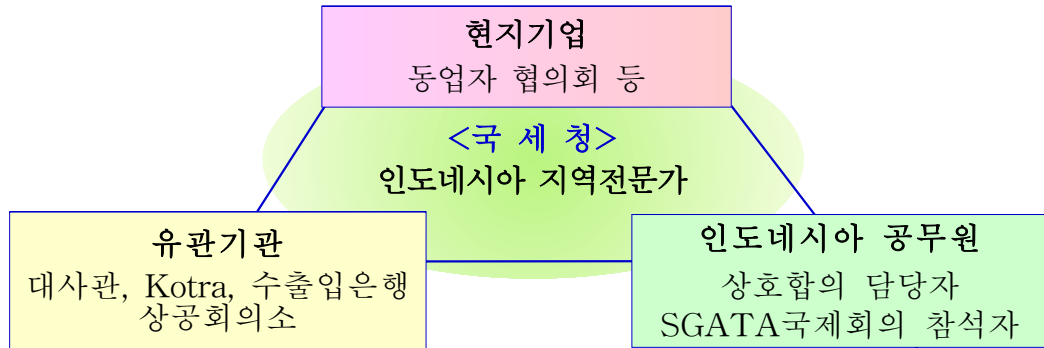 현지기업
동업자 협의회 등
<국 세 청>
인도네시아 지역전문가
유관기관
대사관, Kotra, 수출입은행
상공회의소
인도네시아 공무원
상호합의 담당자
SGATA국제회의 참석자